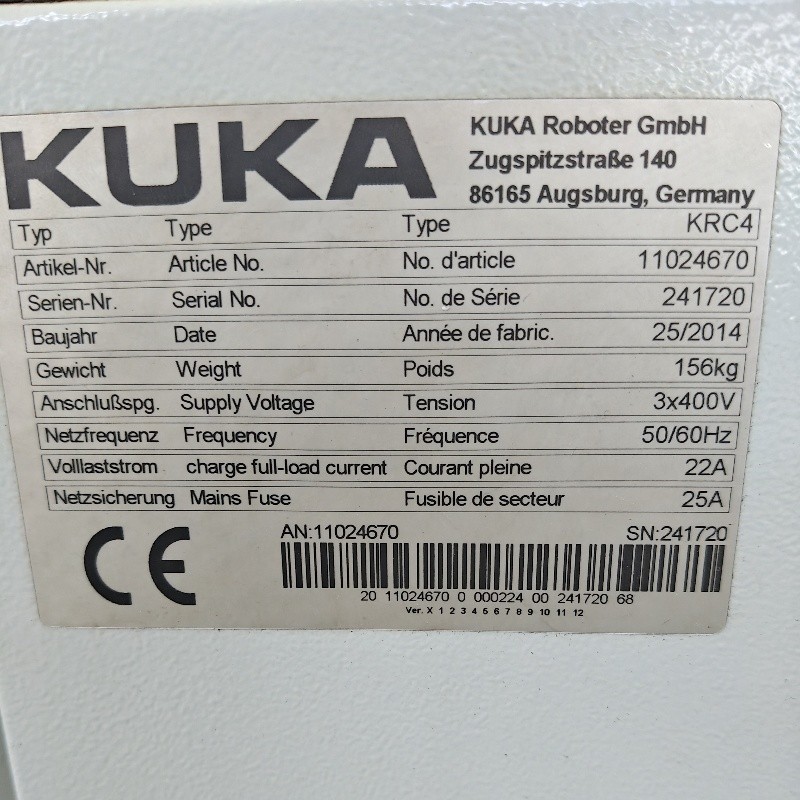 KUKA
KUKA Roboter GmbH
Zugspitzstraße 140
86165 Augsburg, Germany
Typ Type Type KRC4
Artikel-Nr. Article No. No. d'article 11024670
Serien-Nr. Serial No. No. de Série 241720
Baujahr Date Année de fabric. 25/2014
Gewicht Weight Poids 156kg
Anschlußspg. Supply Voltage Tension 3x400V
Netzfrequenz Frequency Fréquence 50/60Hz
Volllaststrom charge full-load current Courant pleine 22A
Netzsicherung Mains Fuse Fusible de secteur 25A
CE AN:11024670 SN:241720
20 11024670 0 000224 00 241720 68
Ver. X 1 2 3 4 5 6 7 8 9 10 11 12